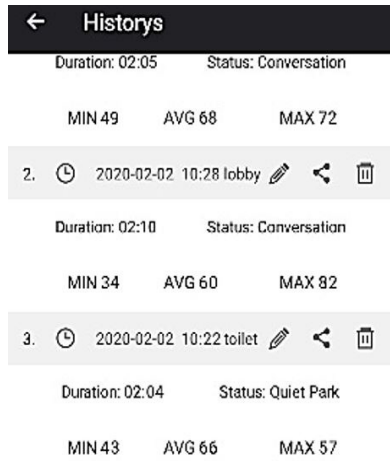 Historys
Duration: 02:05 Status: Conversation
MIN 49 AVG 68 MAX 72
2. 2020-02-02 10:28 lobby
Duration: 02:10 Status: Conversation
MIN 34 AVG 60 MAX 82
3. 2020-02-02 10:22 toilet
Duration: 02:04 Status: Quiet Park
MIN 43 AVG 66 MAX 57